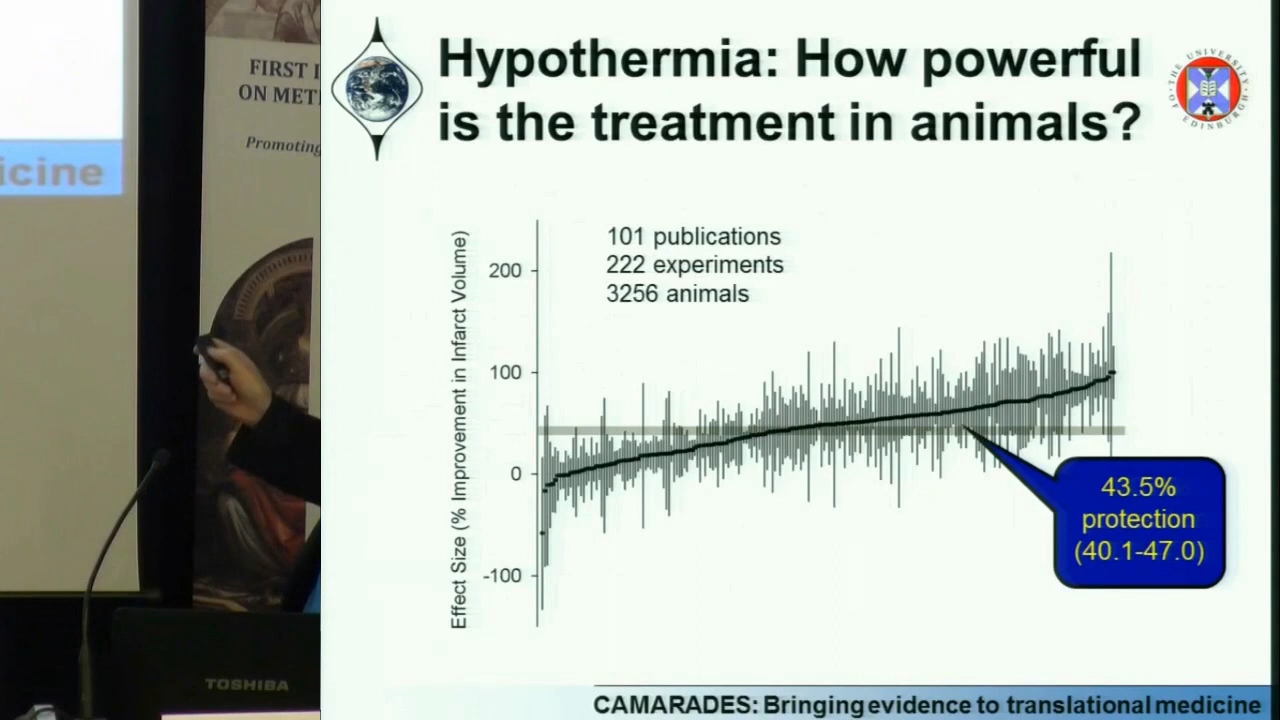 icine
FIRST I
ON MET
Promoting
TOSHIBA
Hypothermia: How powerful
is the treatment in animals?
THE UNIVERSITY OF EDINBURGH
101 publications
222 experiments
3256 animals
Effect Size (% Improvement in Infarct Volume)
200
100
0
-100
43.5%
protection
(40.1-47.0)
CAMARADES: Bringing evidence to translational medicine